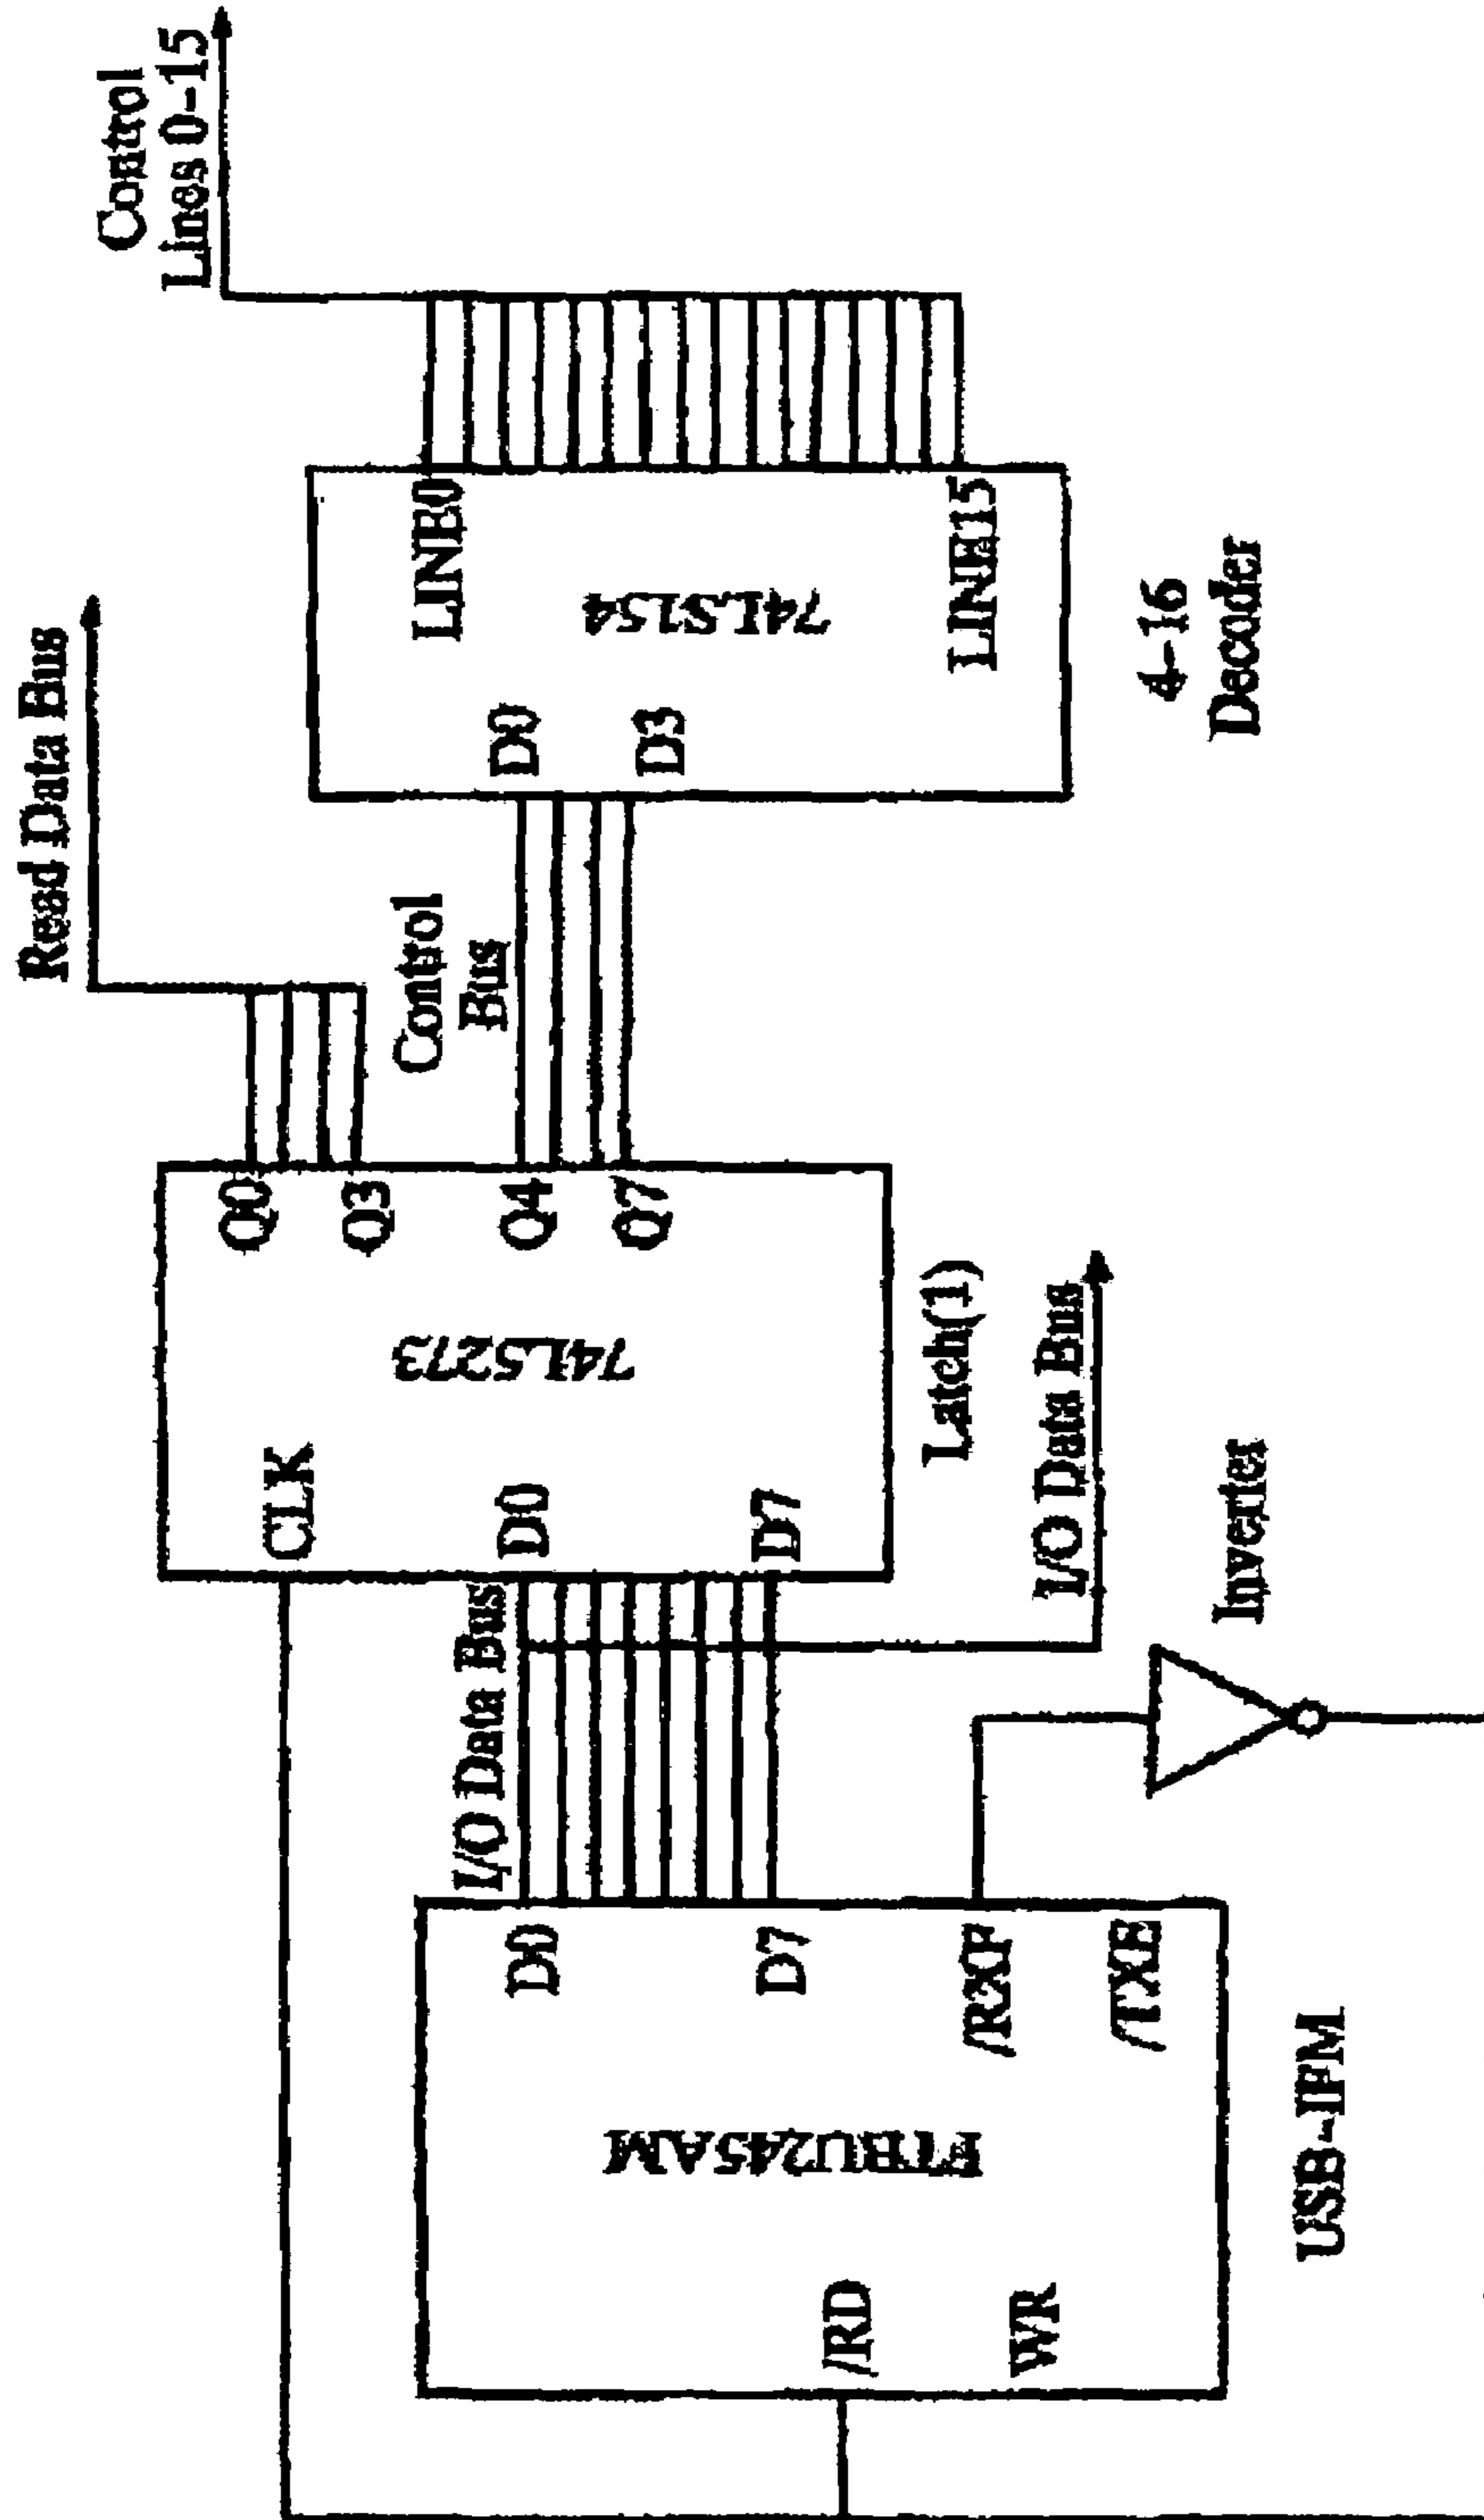 Control
Lines 0-15
Read Data Bus
LINE0
74LS154
LINE15
D0
D3
4-16
Decoder
Control
Bus
Q0
Q3
Q4
Q7
74LS273
CLK
D0
D7
Latch(1)
I/O Data Bus
I/O Data Bus
Inverter
D0
D7
/RXF
/TXE
/RD
WR
USB-IFM